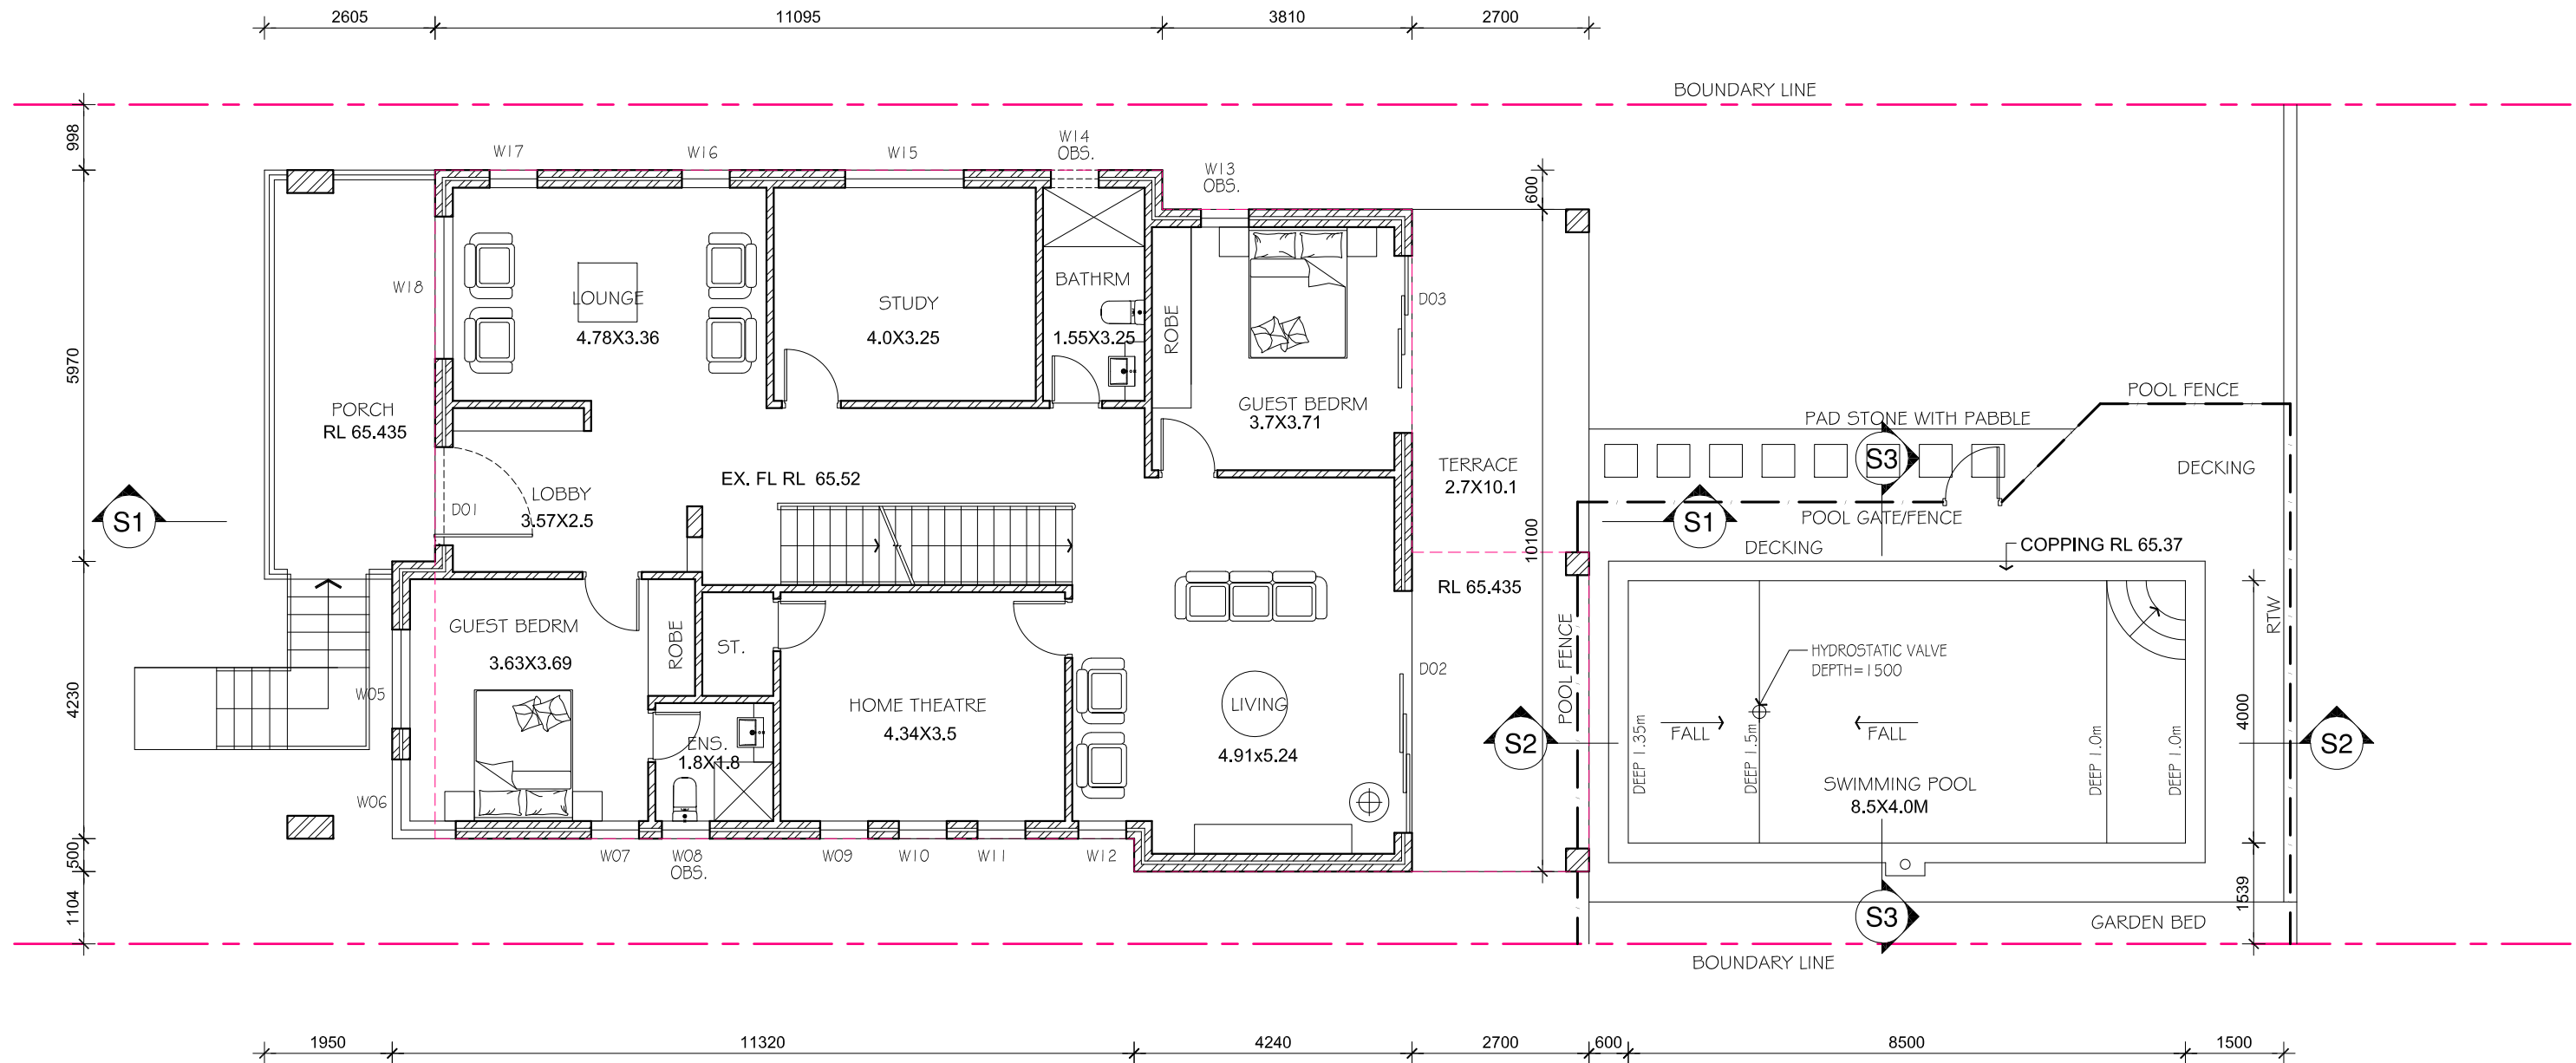 2605
11095
3810
2700
BOUNDARY LINE
998
W17
W16
W15
W14
OBS.
W13
OBS.
600
5970
W18
LOUNGE
4.78X3.36
STUDY
4.0X3.25
BATHRM
1.55X3.25
ROBE
GUEST BEDRM
3.7X3.71
D03
PORCH
RL 65.435
POOL FENCE
PAD STONE WITH PABBLE
S3
DECKING
EX. FL RL 65.52
TERRACE
2.7X10.1
S1
LOBBY
3.57X2.5
D01
S1
POOL GATE/FENCE
DECKING
COPPING RL 65.37
10100
RL 65.435
GUEST BEDRM
3.63X3.69
ROBE
ST.
POOL FENCE
RTW
HYDROSTATIC VALVE
DEPTH=1500
4230
W05
W06
HOME THEATRE
4.34X3.5
LIVING
4.91x5.24
D02
ENS.
1.8X1.8
S2
DEEP 1.35m
FALL
DEEP 1.5m
FALL
DEEP 1.0m
DEEP 1.0m
4000
S2
SWIMMING POOL
8.5X4.0M
500
W07
W08
OBS.
W09
W10
W11
W12
1104
S3
1539
GARDEN BED
BOUNDARY LINE
1950
11320
4240
2700
600
8500
1500